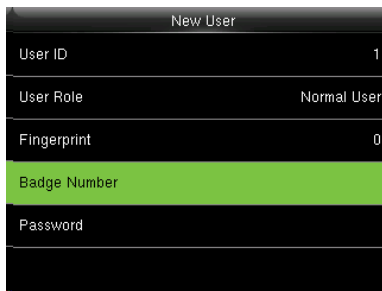 New User
User ID 1
User Role Normal User
Fingerprint 0
Badge Number
Password